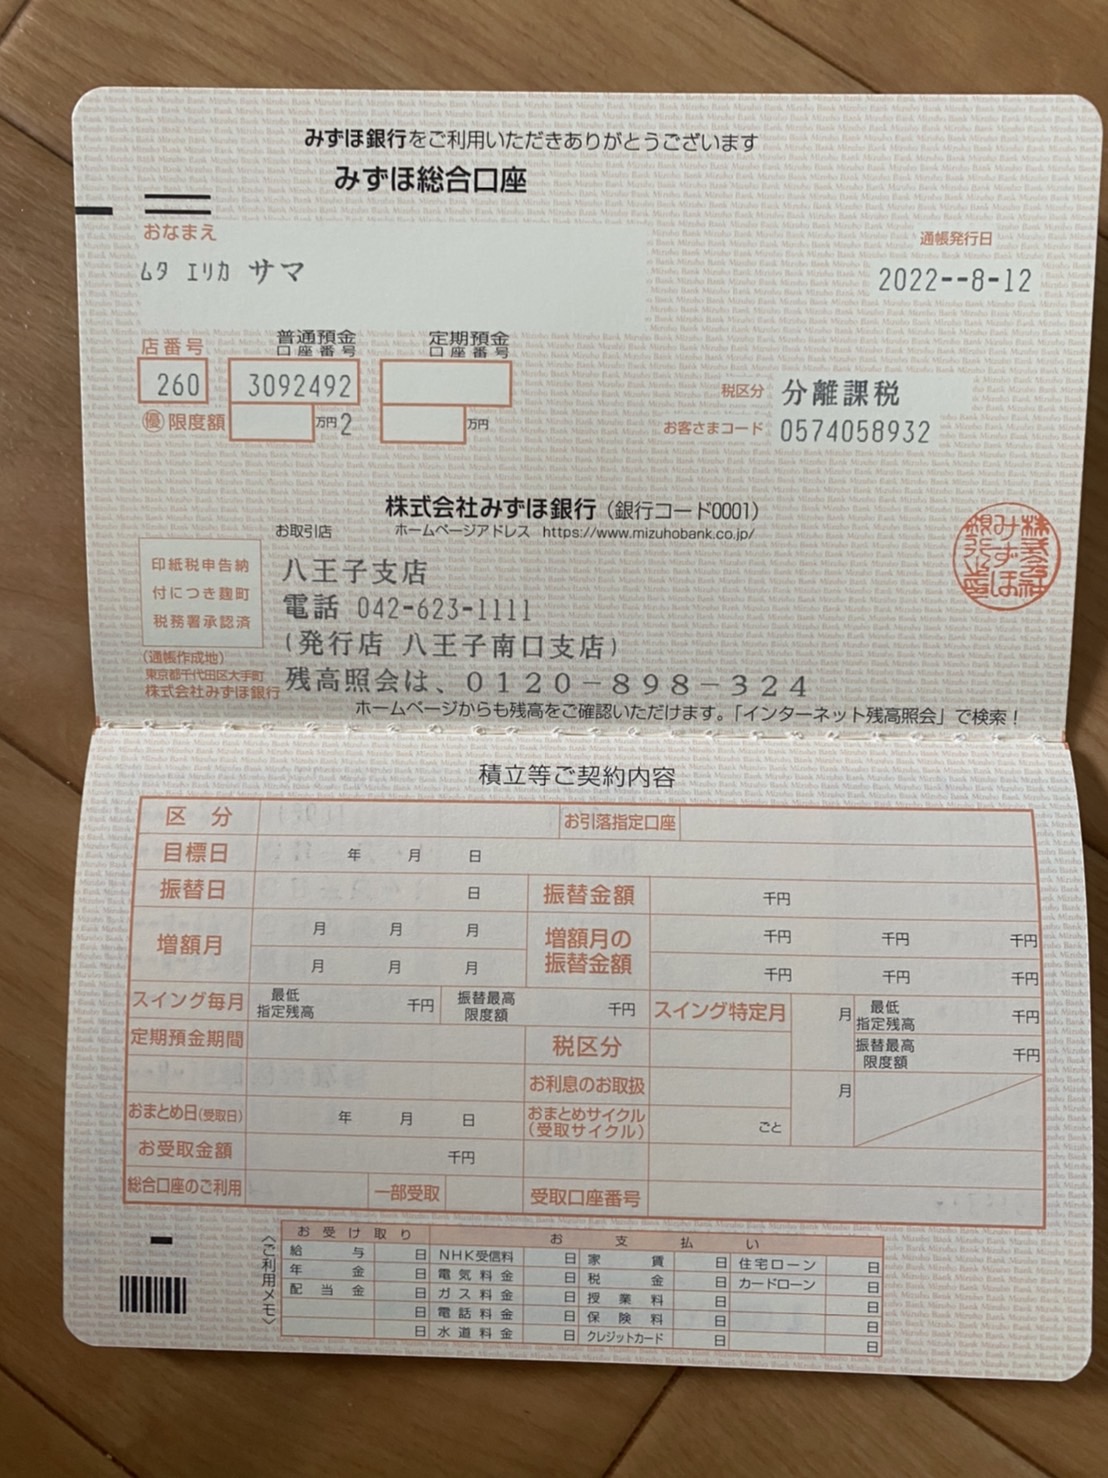 みずほ銀行をご利用いただきありがとうございます
みずほ総合口座
おなまえ
ムタ エリカ サマ
通帳発行日
2022--8-12
店番号
普通預金
口座番号
定期預金
口座番号
260
3092492
税区分 分離課税
優 限度額 万円 2 万円
お客さまコード 0574058932
株式会社みずほ銀行(銀行コード0001)
お取引店
ホームページアドレス https://www.mizuhobank.co.jp/
印紙税申告納
付につき麹町
税務署承認済
八王子支店
電話 042-623-1111
(発行店 八王子南口支店)
残高照会は、0120-898-324
(通帳作成地)
東京都千代田区大手町
株式会社みずほ銀行
ホームページからも残高をご確認いただけます。「インターネット残高照会」で検索!
積立等ご契約内容
区分 お引落指定口座
目標日 年 月 日
振替日 日 振替金額 千円
増額月 月 月 月
月 月 月
増額月の
振替金額
千円 千円 千円
千円 千円 千円
スイング毎月 最低
指定残高 千円
振替最高
限度額 千円
スイング特定月 月 最低
指定残高 千円
振替最高
限度額 千円
定期預金期間 税区分
お利息のお取扱 月
おまとめ日(受取日) 年 月 日
おまとめサイクル
(受取サイクル) ごと
お受取金額 千円
総合口座のご利用 一部受取 受取口座番号
〈ご利用メモ〉
お受け取り お支払い
給与 日 NHK受信料 日 家賃 日 住宅ローン 日
年金 日 電気料金 日 税金 日 カードローン 日
配当金 日 ガス料金 日 授業料 日 日
日 電話料金 日 保険料 日 日
日 水道料金 日 クレジットカード 日 日